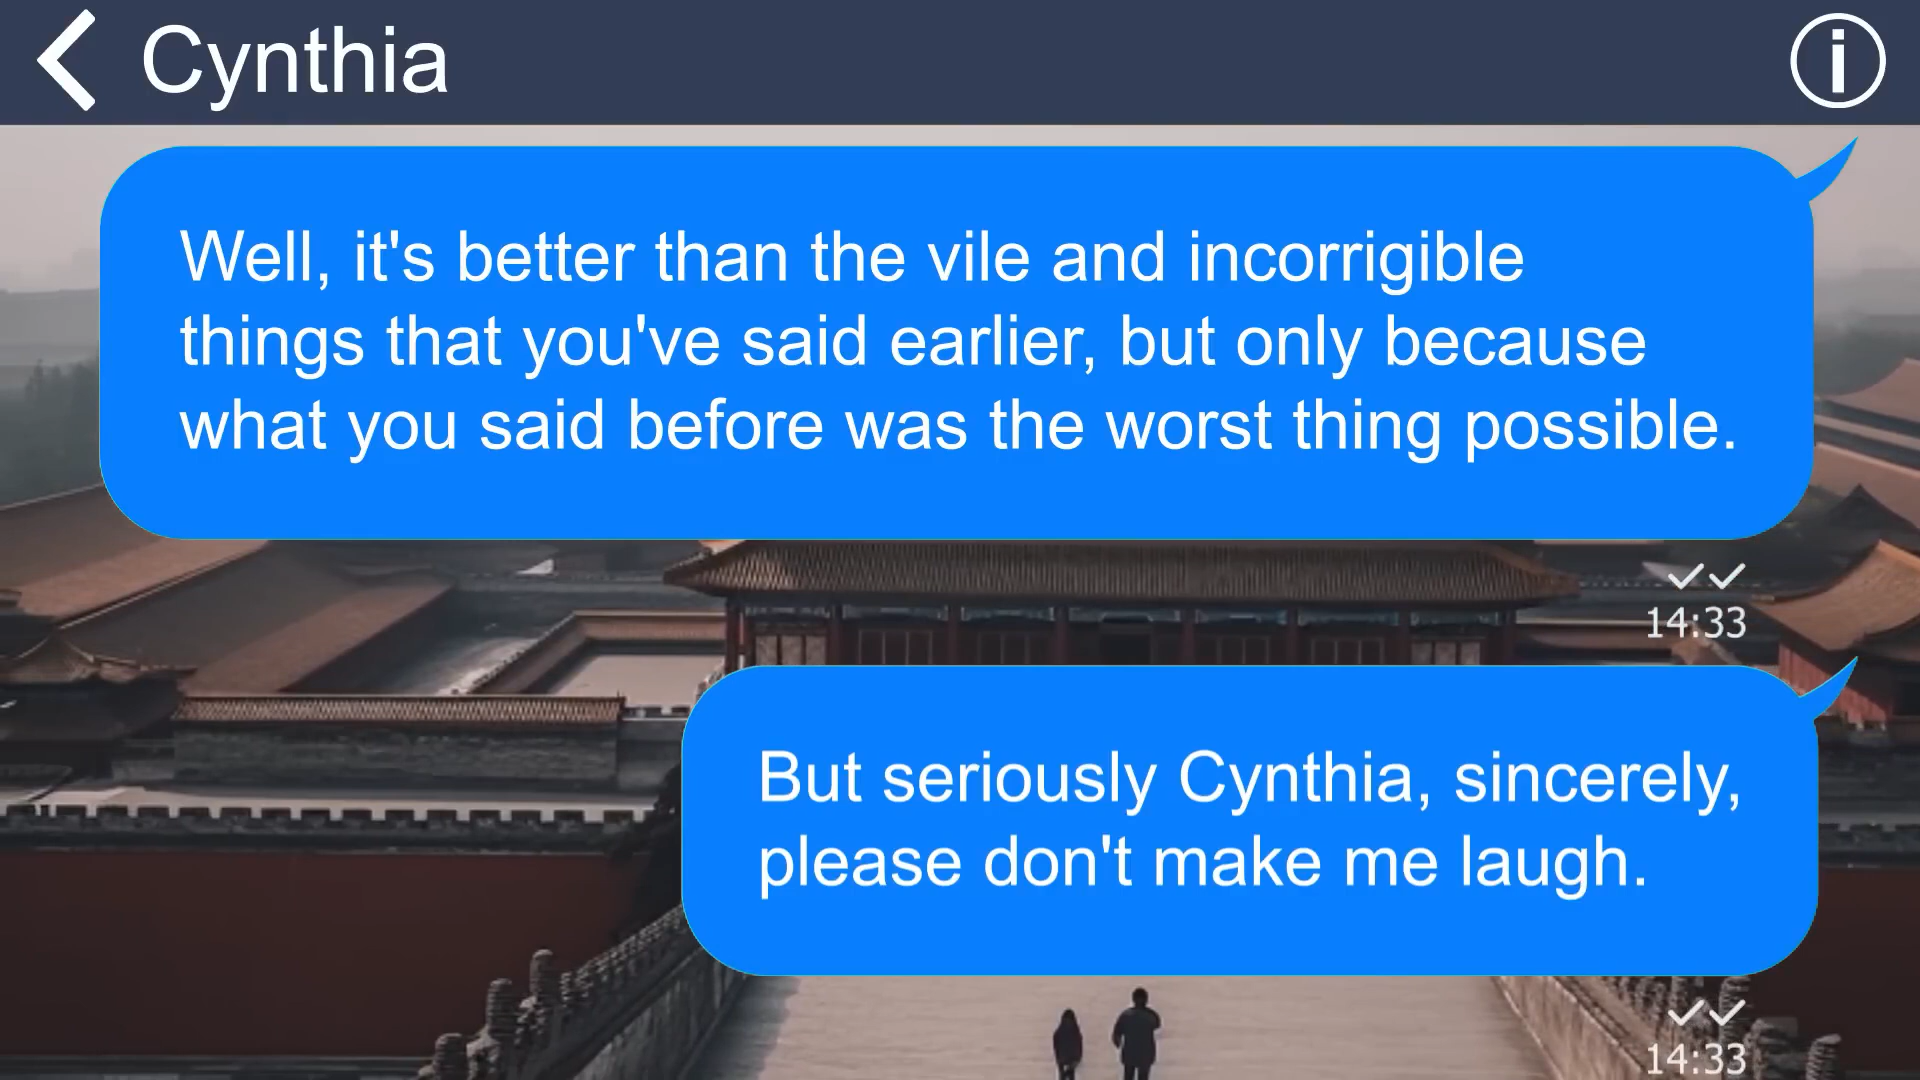 Cynthia
Well, it's better than the vile and incorrigible
things that you've said earlier, but only because
what you said before was the worst thing possible.
14:33
But seriously Cynthia, sincerely,
please don't make me laugh.
14:33